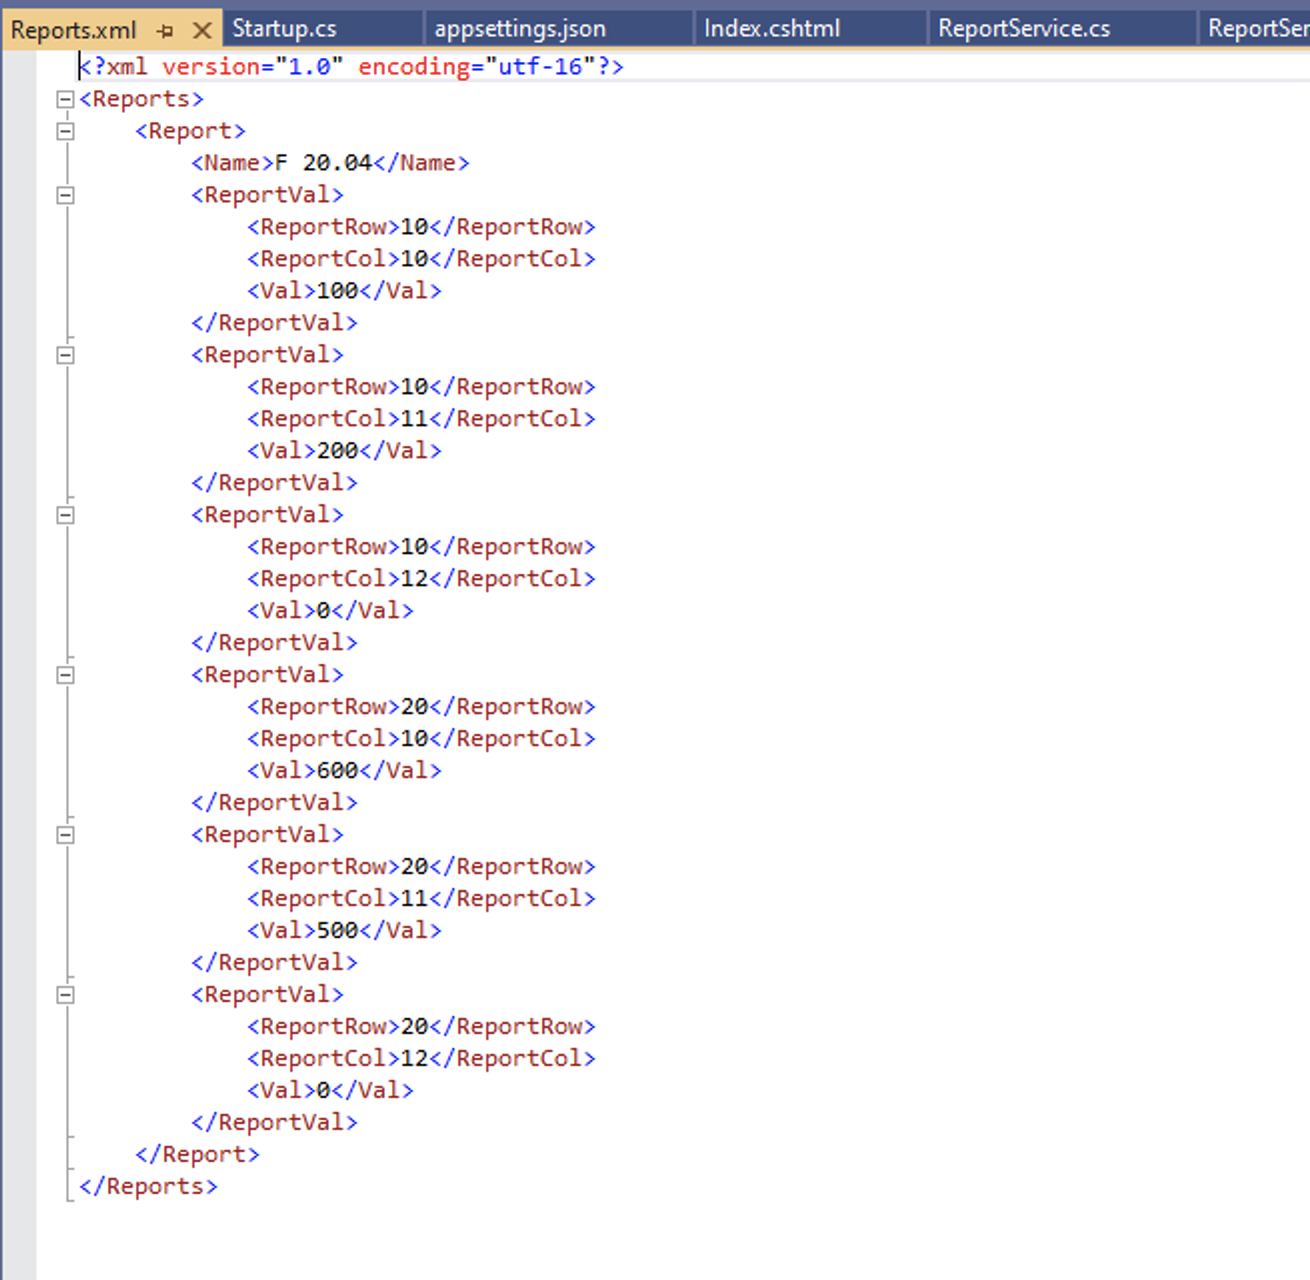 Reports.xml Startup.cs appsettings.json Index.cshtml ReportService.cs ReportSer
<?xml version="1.0" encoding="utf-16"?>
<Reports>
    <Report>
        <Name>F 20.04</Name>
        <ReportVal>
            <ReportRow>10</ReportRow>
            <ReportCol>10</ReportCol>
            <Val>100</Val>
        </ReportVal>
        <ReportVal>
            <ReportRow>10</ReportRow>
            <ReportCol>11</ReportCol>
            <Val>200</Val>
        </ReportVal>
        <ReportVal>
            <ReportRow>10</ReportRow>
            <ReportCol>12</ReportCol>
            <Val>0</Val>
        </ReportVal>
        <ReportVal>
            <ReportRow>20</ReportRow>
            <ReportCol>10</ReportCol>
            <Val>600</Val>
        </ReportVal>
        <ReportVal>
            <ReportRow>20</ReportRow>
            <ReportCol>11</ReportCol>
            <Val>500</Val>
        </ReportVal>
        <ReportVal>
            <ReportRow>20</ReportRow>
            <ReportCol>12</ReportCol>
            <Val>0</Val>
        </ReportVal>
    </Report>
</Reports>